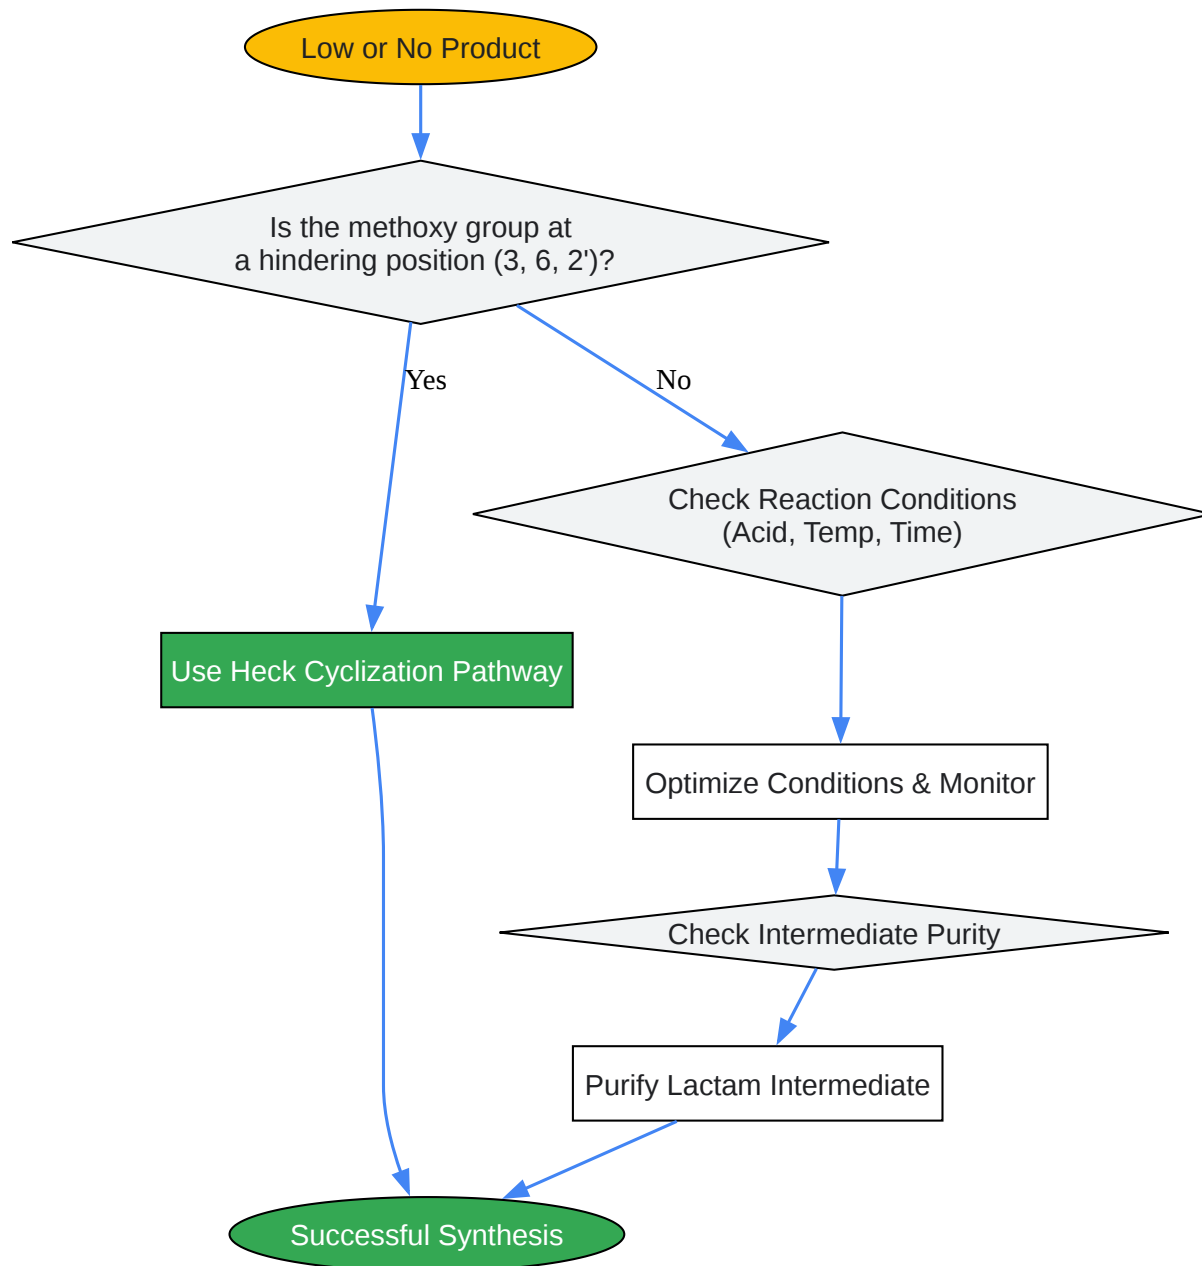 Low or No Product
Is the methoxy group at
a hindering position (3, 6, 2')?
Yes
No
Check Reaction Conditions
(Acid, Temp, Time)
Use Heck Cyclization Pathway
Optimize Conditions & Monitor
Check Intermediate Purity
Purify Lactam Intermediate
Successful Synthesis